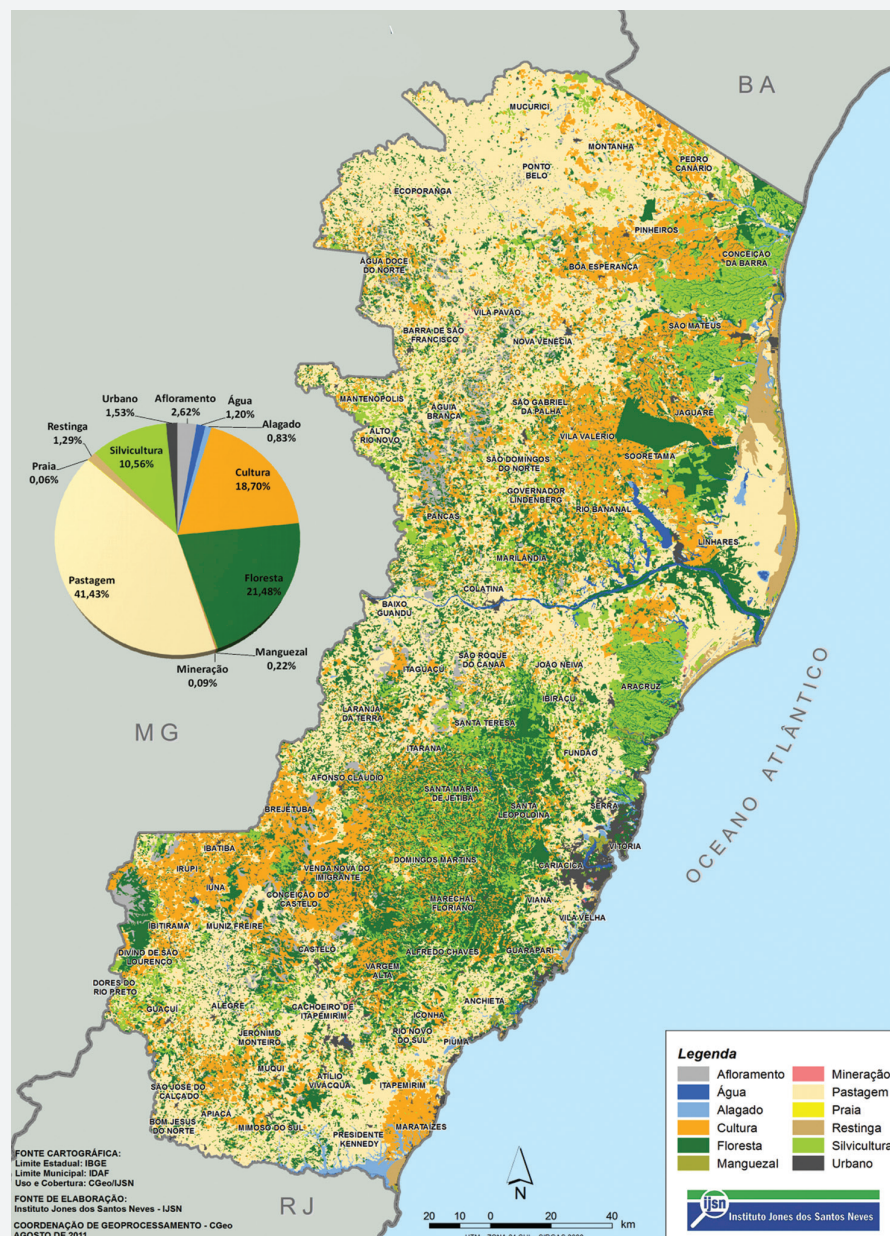 BA
MUCURICI
MONTANHA
PEDRO
CANÁRIO
PONTO
BELO
ECOPORANGA
PINHEIROS
CONCEIÇÃO
DA BARRA
ÁGUA DOCE
DO NORTE
BOA ESPERANÇA
VILA PAVÃO
SÃO MATEUS
BARRA DE SÃO
FRANCISCO
NOVA VENÉCIA
MANTENÓPOLIS
ÁGUIA
BRANCA
SÃO GABRIEL
DA PALHA
JAGUARÉ
ALTO
RIO NOVO
VILA VALÉRIO
SÃO DOMINGOS
DO NORTE
SOORETAMA
GOVERNADOR
LINDENBERG
RIO BANANAL
PANCAS
LINHARES
MARILÂNDIA
COLATINA
BAIXO
GUANDU
SÃO ROQUE
DO CANAÃ
JOÃO NEIVA
ITAGUAÇU
ARACRUZ
IBIRAÇU
LARANJA
DA TERRA
SANTA TERESA
ITARANA
FUNDÃO
AFONSO CLÁUDIO
SANTA MARIA
DE JETIBÁ
BREJETUBA
SANTA
LEOPOLDINA
SERRA
VITÓRIA
IBATIBA
DOMINGOS MARTINS
CARIACICA
IRUPI
VENDA NOVA DO
IMIGRANTE
IÚNA
CONCEIÇÃO DO
CASTELO
MARECHAL
FLORIANO
VIANA
VILA VELHA
IBITIRAMA
MUNIZ FREIRE
CASTELO
ALFREDO CHAVES
GUARAPARI
DIVINO DE SÃO
LOURENÇO
VARGEM
ALTA
DORES DO
RIO PRETO
ANCHIETA
GUAÇUÍ
ALEGRE
CACHOEIRO DE
ITAPEMIRIM
ICONHA
RIO NOVO
DO SUL
JERÔNIMO
MONTEIRO
PIÚMA
MUQUI
ATÍLIO
VIVÁCQUA
ITAPEMIRIM
SÃO JOSÉ DO
CALÇADO
APIACÁ
BOM JESUS
DO NORTE
MIMOSO DO SUL
MARATAÍZES
PRESIDENTE
KENNEDY
MG
RJ
OCEANO ATLÂNTICO
Urbano
1,53%
Afloramento
2,62%
Água
1,20%
Alagado
0,83%
Restinga
1,29%
Silvicultura
10,56%
Cultura
18,70%
Praia
0,06%
Pastagem
41,43%
Floresta
21,48%
Manguezal
0,22%
Mineração
0,09%
Legenda
Afloramento
Água
Alagado
Cultura
Floresta
Manguezal
Mineração
Pastagem
Praia
Restinga
Silvicultura
Urbano
ijsn
Instituto Jones dos Santos Neves
N
20 0 20 40
km
FONTE CARTOGRÁFICA:
Limite Estadual: IBGE
Limite Municipal: IDAF
Uso e Cobertura: CGeo/IJSN
FONTE DE ELABORAÇÃO:
Instituto Jones dos Santos Neves - IJSN
COORDENAÇÃO DE GEOPROCESSAMENTO - CGeo
AGOSTO DE 2011